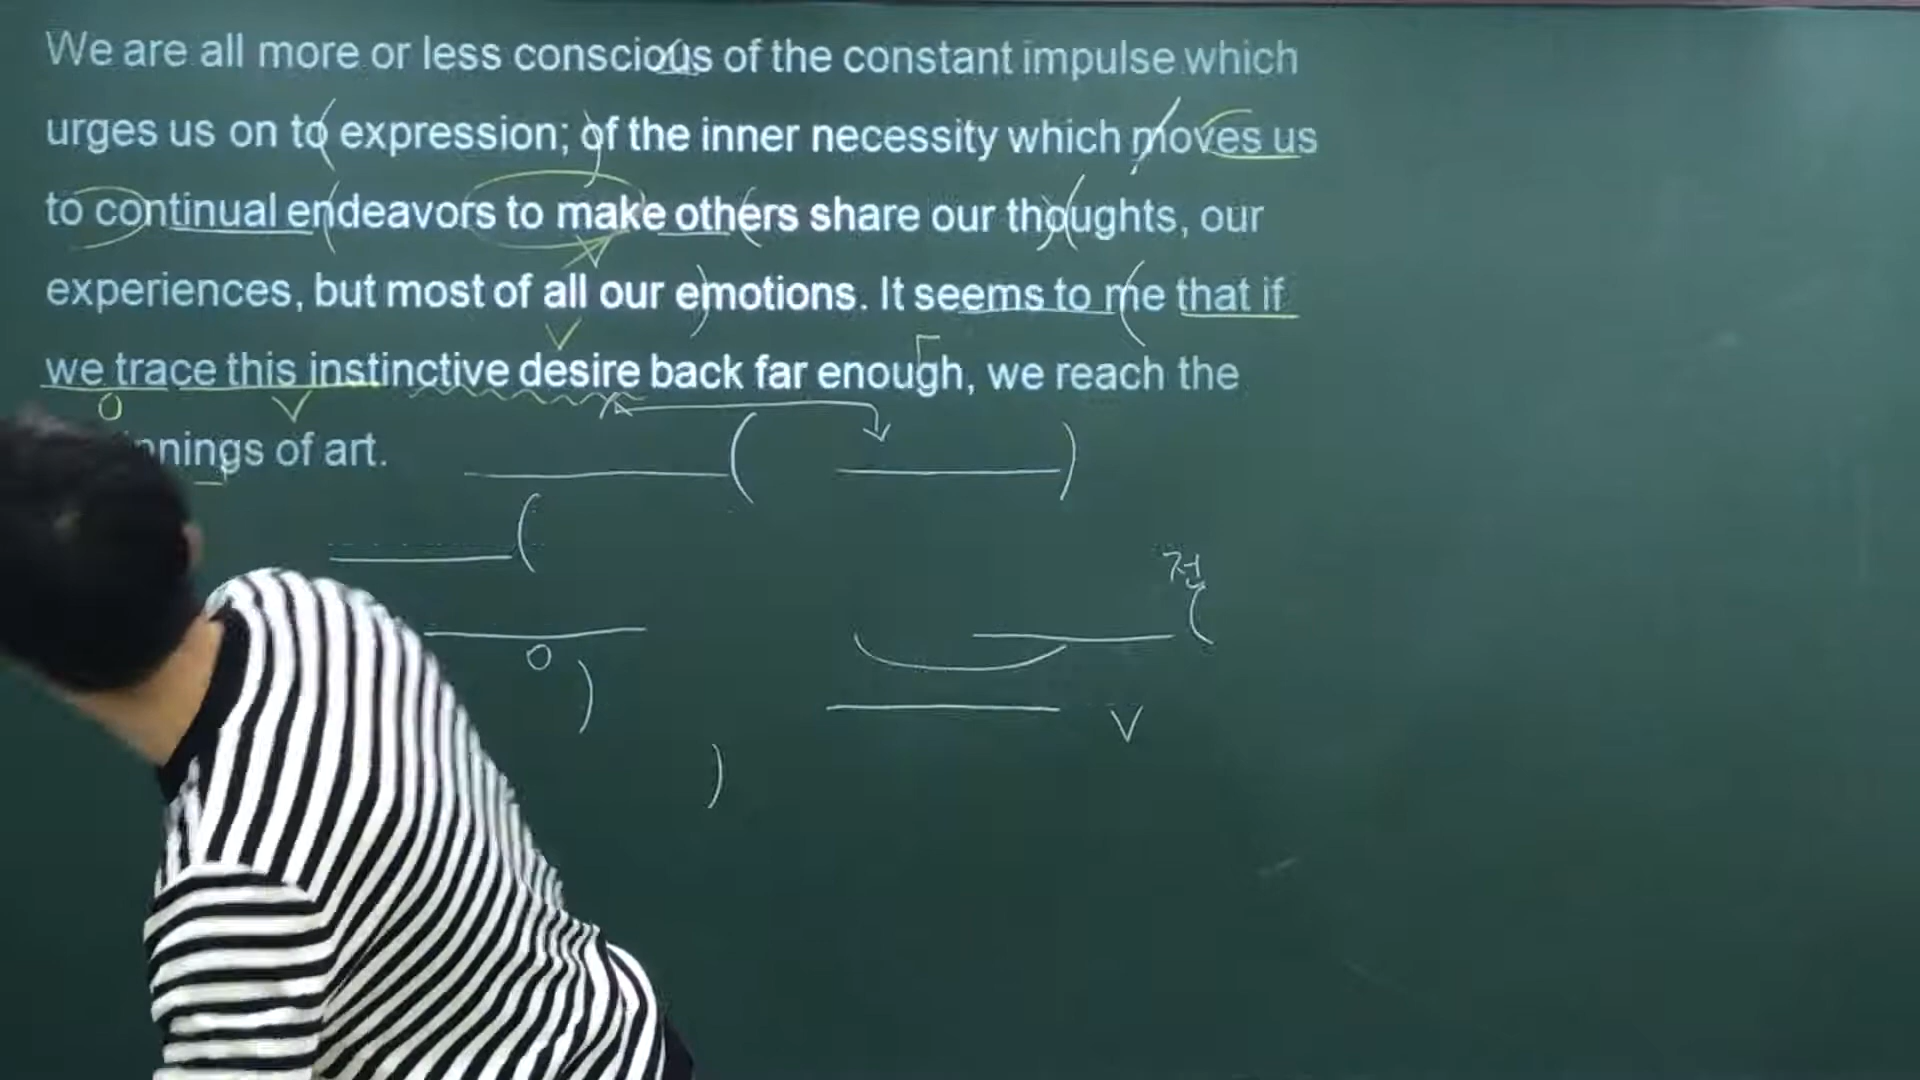 We are all more or less conscious of the constant impulse which
urges us on to expression; of the inner necessity which moves us
to continual endeavors to make others share our thoughts, our
experiences, but most of all our emotions. It seems to me that if
we trace this instinctive desire back far enough, we reach the
of art.
전